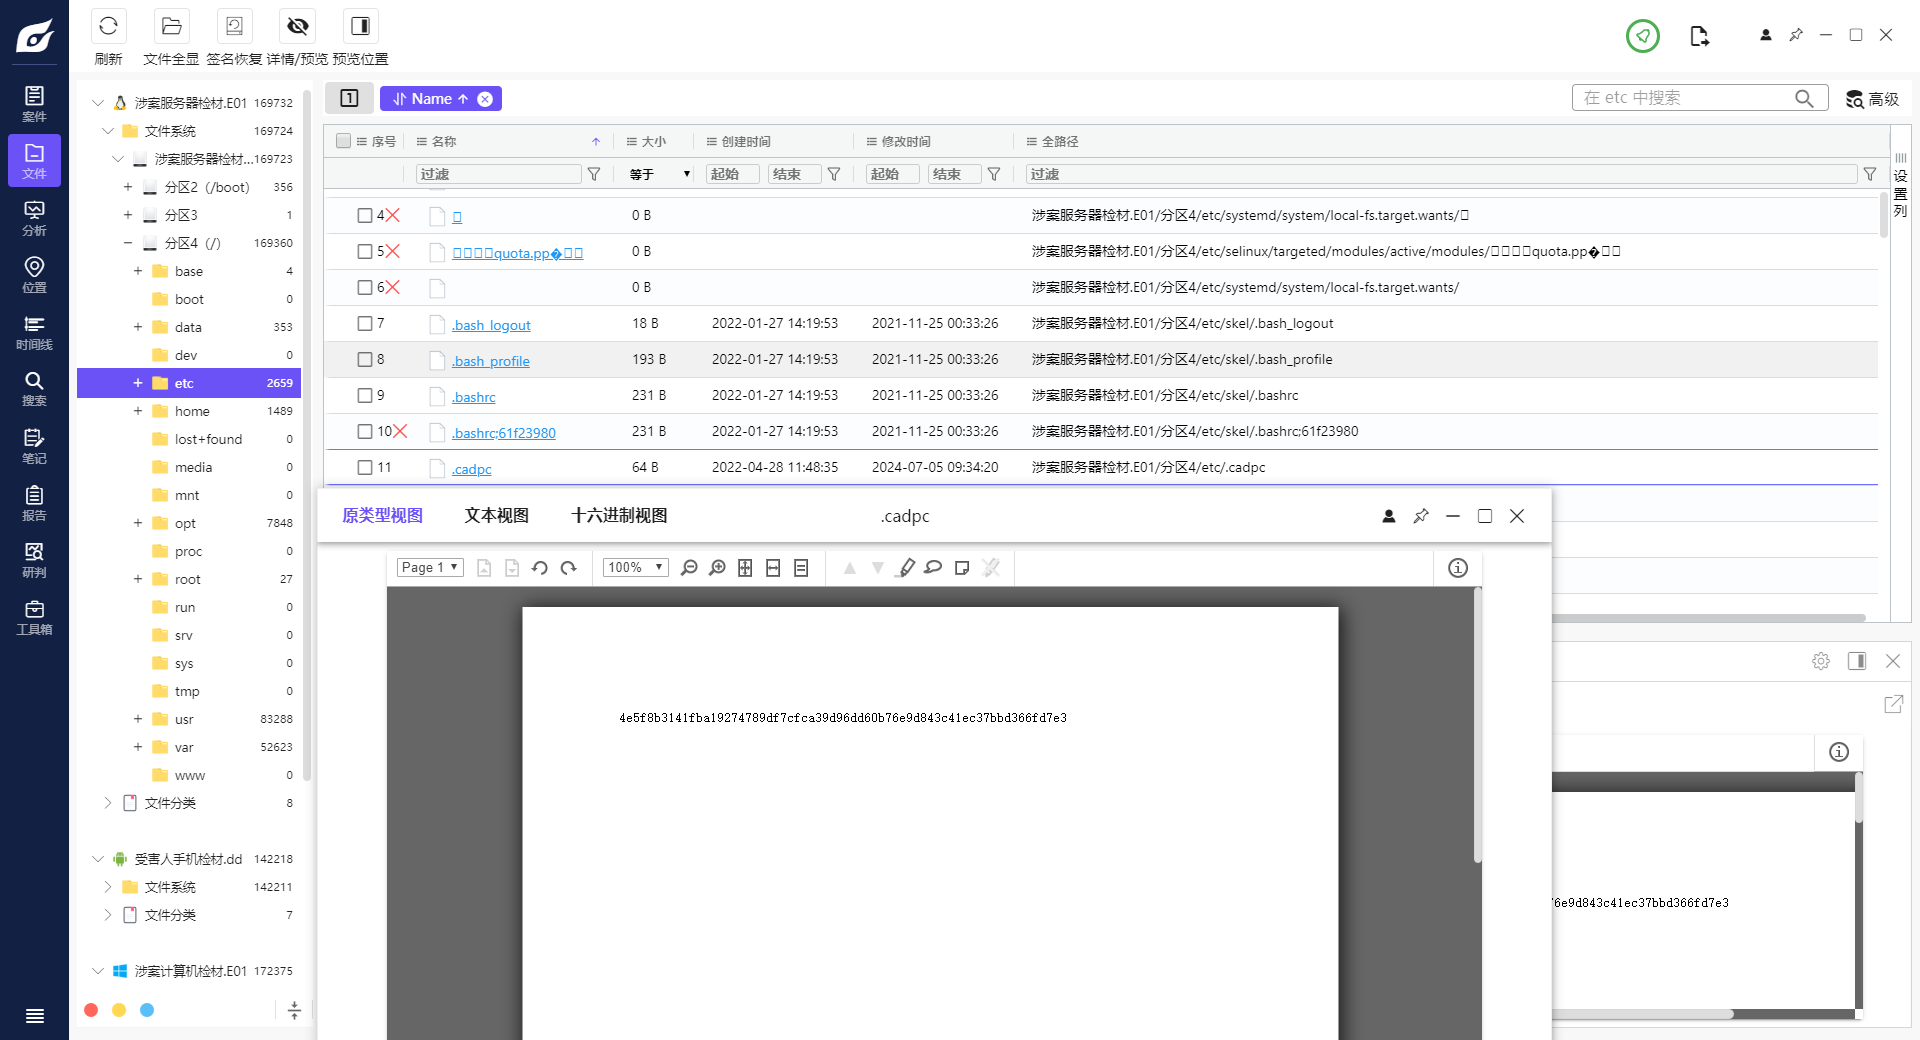 刷新
文件全显
签名恢复
详情/预览
预览位置
案件
文件
分析
位置
时间线
搜索
笔记
报告
研判
工具箱
涉案服务器检材.E01 169732
文件系统 169724
涉案服务器检材... 169723
分区2（/boot） 356
分区3 1
分区4（/） 169360
base 4
boot 0
data 353
dev 0
etc 2659
home 1489
lost+found 0
media 0
mnt 0
opt 7848
proc 0
root 27
run 0
srv 0
sys 0
tmp 0
usr 83288
var 52623
www 0
文件分类 8
受害人手机检材.dd 142218
文件系统 142211
文件分类 7
涉案计算机检材.E01 172375
1
Name
在 etc 中搜索
高级
序号 名称 大小 创建时间 修改时间 全路径
过滤 等于 起始 结束 起始 结束 过滤
设置列
4 0 B 涉案服务器检材.E01/分区4/etc/systemd/system/local-fs.target.wants/▯
5 ▯▯▯▯quota.pp�▯▯ 0 B 涉案服务器检材.E01/分区4/etc/selinux/targeted/modules/active/modules/▯▯▯▯quota.pp�▯▯
6 0 B 涉案服务器检材.E01/分区4/etc/systemd/system/local-fs.target.wants/
7 .bash_logout 18 B 2022-01-27 14:19:53 2021-11-25 00:33:26 涉案服务器检材.E01/分区4/etc/skel/.bash_logout
8 .bash_profile 193 B 2022-01-27 14:19:53 2021-11-25 00:33:26 涉案服务器检材.E01/分区4/etc/skel/.bash_profile
9 .bashrc 231 B 2022-01-27 14:19:53 2021-11-25 00:33:26 涉案服务器检材.E01/分区4/etc/skel/.bashrc
10 .bashrc;61f23980 231 B 2022-01-27 14:19:53 2021-11-25 00:33:26 涉案服务器检材.E01/分区4/etc/skel/.bashrc;61f23980
11 .cadpc 64 B 2022-04-28 11:48:35 2024-07-05 09:34:20 涉案服务器检材.E01/分区4/etc/.cadpc
原类型视图 文本视图 十六进制视图 .cadpc
Page 1 100%
4e5f8b3141fba19274789df7cfca39d96dd60b76e9d843c41ec37bbd366fd7e3
76e9d843c41ec37bbd366fd7e3